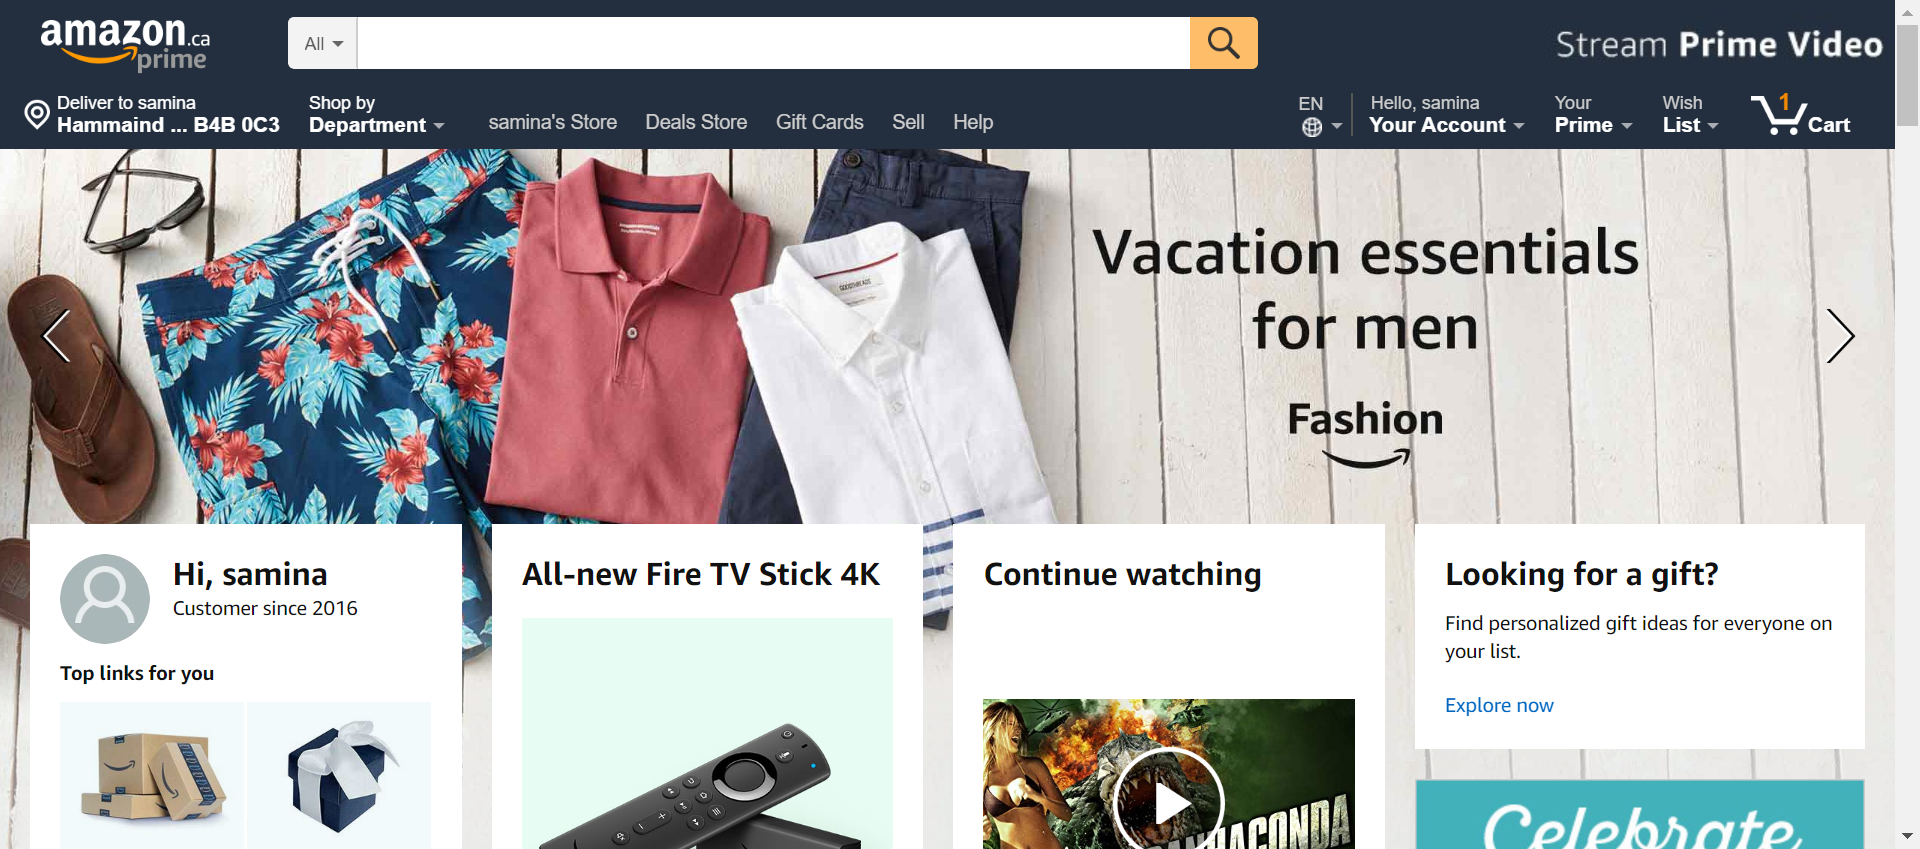 amazon.ca
prime
All
Stream Prime Video
Deliver to samina
Hammaind ... B4B 0C3
Shop by
Department
samina's Store
Deals Store
Gift Cards
Sell
Help
EN
Hello, samina
Your Account
Your
Prime
Wish
List
1
Cart
GOODTHREADS
Vacation essentials
for men
Fashion
Hi, samina
Customer since 2016
Top links for you
All-new Fire TV Stick 4K
Continue watching
Looking for a gift?
Find personalized gift ideas for everyone on
your list.
Explore now
Celebrate